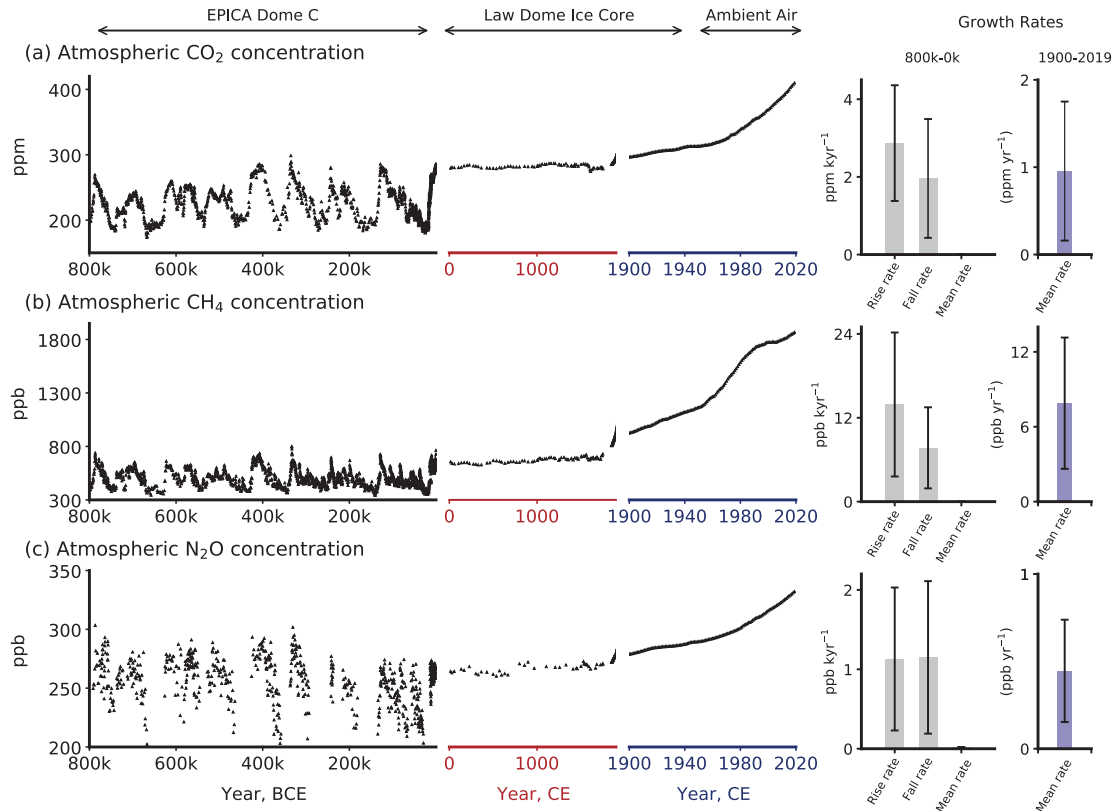 EPICA Dome C
Law Dome Ice Core
Ambient Air
Growth Rates
(a) Atmospheric CO₂ concentration
800k-0k
1900-2019
400
300
200
ppm
800k 600k 400k 200k
0 1000
1900 1940 1980 2020
4
2
0
ppm kyr⁻¹
Rise rate
Fall rate
Mean rate
2
1
0
(ppm yr⁻¹)
Mean rate
(b) Atmospheric CH₄ concentration
1800
1300
800
300
ppb
800k 600k 400k 200k
0 1000
1900 1940 1980 2020
24
12
0
ppb kyr⁻¹
Rise rate
Fall rate
Mean rate
12
6
0
(ppb yr⁻¹)
Mean rate
(c) Atmospheric N₂O concentration
350
300
250
200
ppb
800k 600k 400k 200k
0 1000
1900 1940 1980 2020
Year, BCE
Year, CE
Year, CE
2
1
0
ppb kyr⁻¹
Rise rate
Fall rate
Mean rate
1
0
(ppb yr⁻¹)
Mean rate